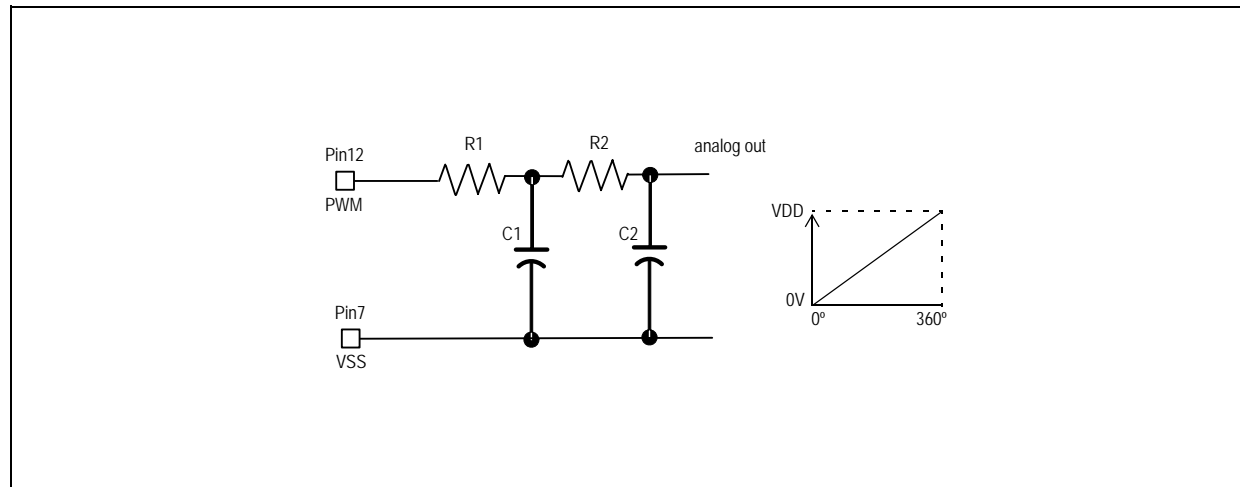 R1
R2
analog out
Pin12
PWM
C1
C2
VDD
0V
0º
360º
Pin7
VSS